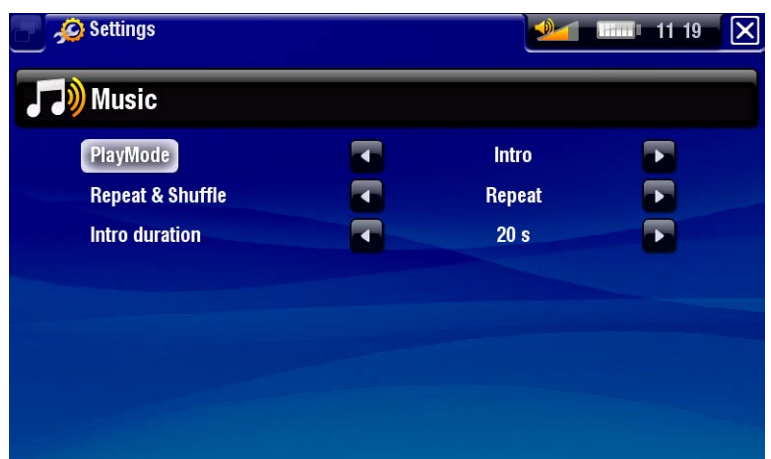 Settings 11 19
Music
PlayMode Intro
Repeat & Shuffle Repeat
Intro duration 20 s